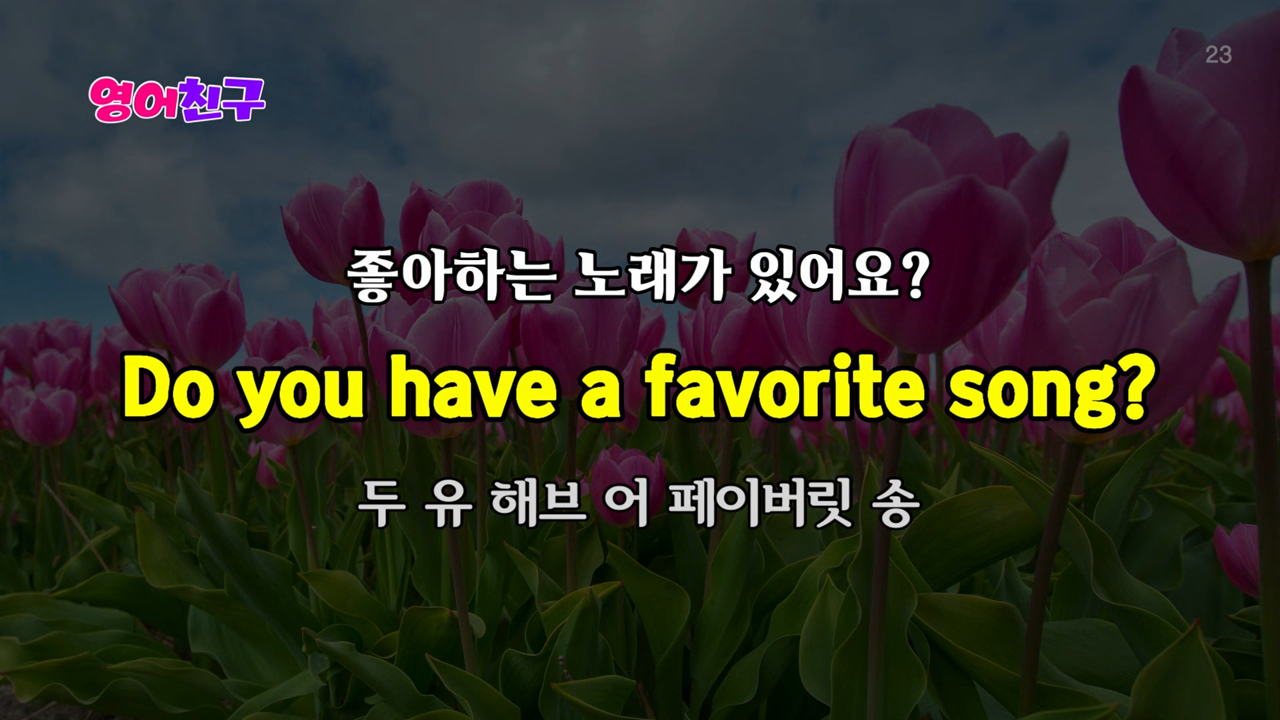 23
영어친구
좋아하는 노래가 있어요?
Do you have a favorite song?
두 유 해브 어 페이버릿 송